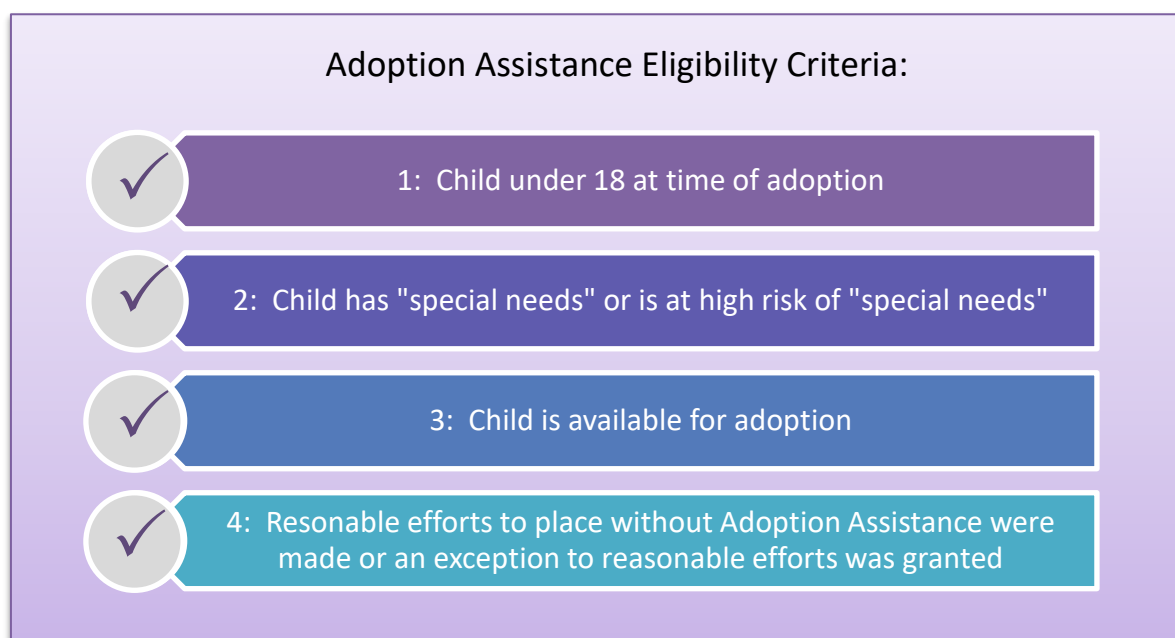 Adoption Assistance Eligibility Criteria:
1:  Child under 18 at time of adoption
2:  Child has "special needs" or is at high risk of "special needs"
3:  Child is available for adoption
4:  Resonable efforts to place without Adoption Assistance were
made or an exception to reasonable efforts was granted